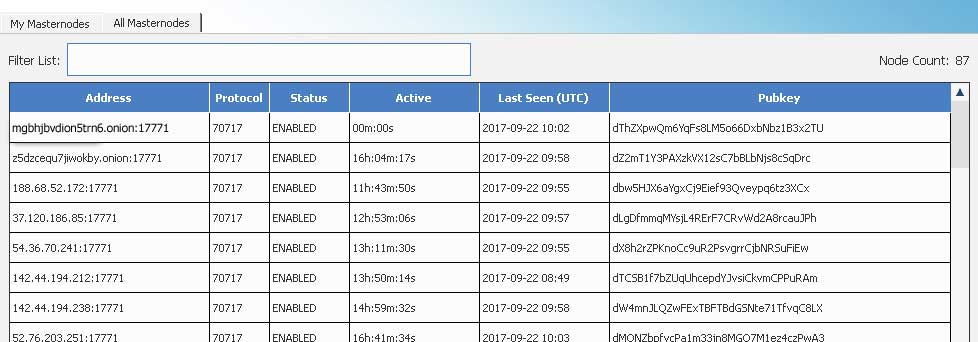 My Masternodes All Masternodes
Filter List: Node Count: 87
Address Protocol Status Active Last Seen (UTC) Pubkey
mgbhjbvdion5trn6.onion:17771 70717 ENABLED 00m:00s 2017-09-22 10:02 dThZXpwQm6YqFs8LM5o66DxbNbz1B3x2TU
z5dzcequ7jiwokby.onion:17771 70717 ENABLED 16h:04m:17s 2017-09-22 09:58 dZ2mT1Y3PAXzkVX12sC7bBLbNjs8cSqDrc
188.68.52.172:17771 70717 ENABLED 11h:43m:50s 2017-09-22 09:55 dbw5HJX6aYgxCj9Eief93Qveypq6tz3XCx
37.120.186.85:17771 70717 ENABLED 12h:53m:06s 2017-09-22 09:57 dLgDfmmqMYsjL4RErF7CRvWd2A8rcauJPh
54.36.70.241:17771 70717 ENABLED 13h:11m:30s 2017-09-22 09:55 dX8h2rZPKnoCc9uR2PsvgrrCjbNRSuFiEw
142.44.194.212:17771 70717 ENABLED 13h:50m:14s 2017-09-22 08:49 dTCSB1f7bZUqUhcepdYJvsiCkvmCPPuRAm
142.44.194.238:17771 70717 ENABLED 14h:59m:32s 2017-09-22 09:58 dW4mnJLQZwFExTBFTBdGSNte71TfvqC8LX
52.76.203.251:17771 70717 ENABLED 16h:41m:34s 2017-09-22 10:03 dMONZbpfvcPa1m33jn8MGO7M1ez4czPwA3